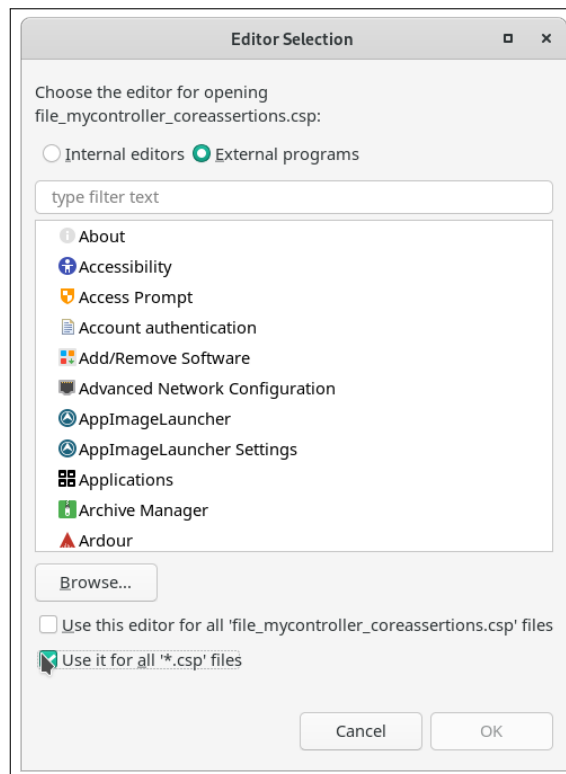 Editor Selection
Choose the editor for opening
file_mycontroller_coreassertions.csp:
Internal editors External programs
type filter text
About
Accessibility
Access Prompt
Account authentication
Add/Remove Software
Advanced Network Configuration
AppImageLauncher
AppImageLauncher Settings
Applications
Archive Manager
Ardour
Browse...
Use this editor for all 'file_mycontroller_coreassertions.csp' files
Use it for all '*.csp' files
Cancel OK